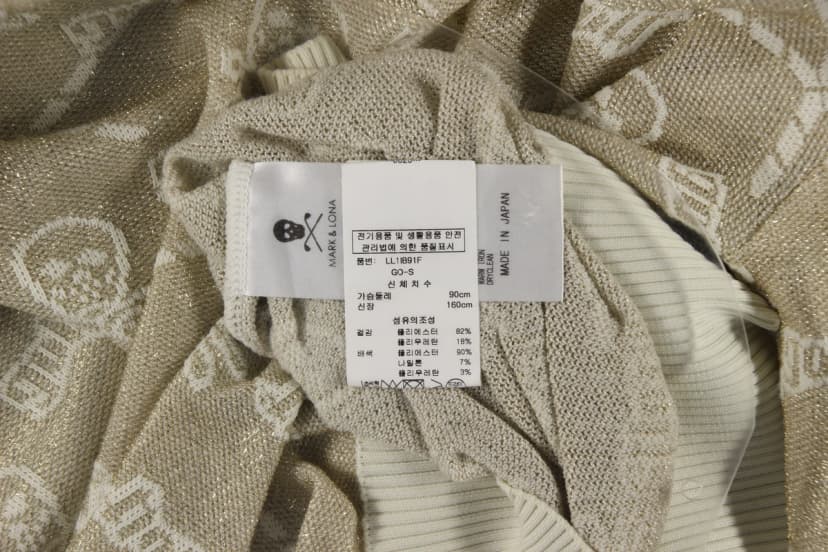 MARK & LONA
전기용품 및 생활용품 안전
관리법에 의한 품질표시
품번: LL1IB91F
GO-S
신체치수
가슴둘레 90cm
신장 160cm
섬유의조성
겉감 폴리에스터 82%
폴리우레탄 18%
배색 폴리에스터 90%
나일론 7%
폴리우레탄 3%
WARM IRON
DRYCLEAN
MADE IN JAPAN